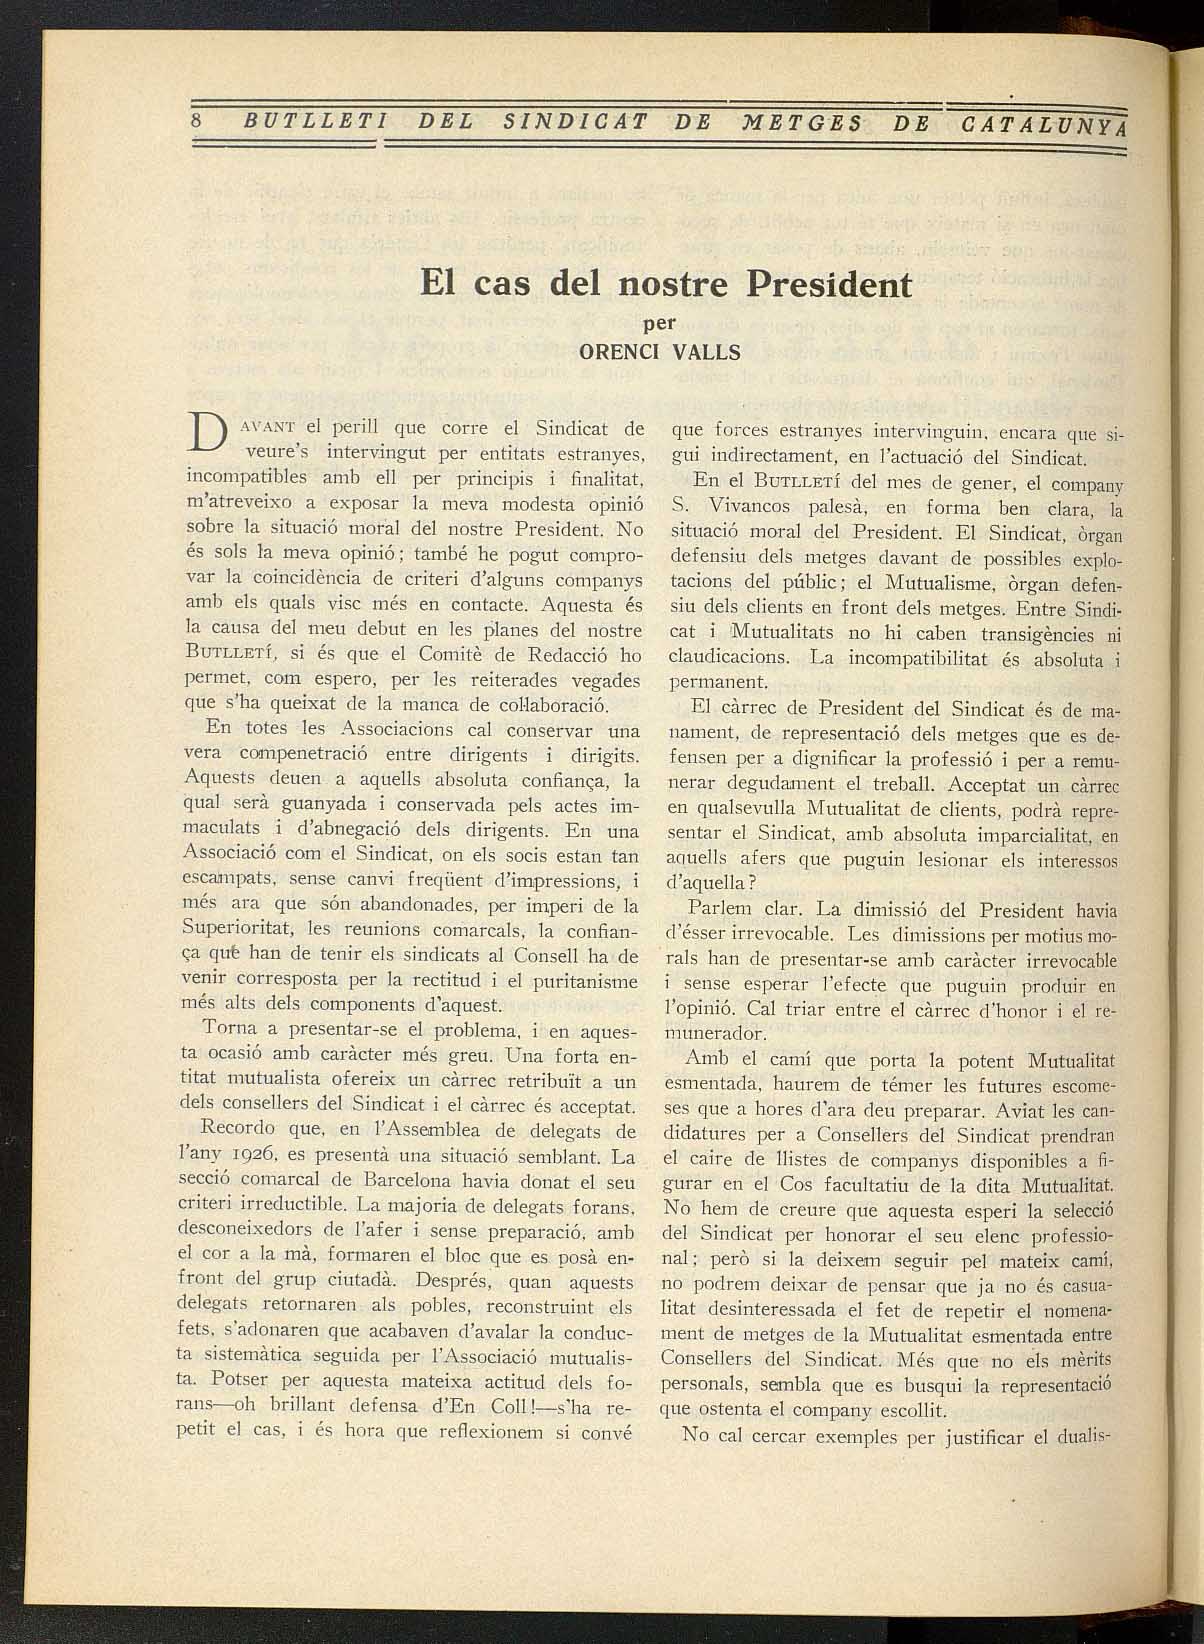 8 BUTLLETI DEL SINDICAT DE METGES DE CATALUNYA
El cas del nostre President
per
ORENCI VALLS
DAVANT el perill que corre el Sindicat de
veure's intervingut per entitats estranyes,
incompatibles amb ell per principis i finalitat,
m'atreveixo a exposar la meva modesta opinió
sobre la situació moral del nostre President. No
és sols la meva opinió; també he pogut compro-
var la coincidència de criteri d'alguns companys
amb els quals visc més en contacte. Aquesta és
la causa del meu debut en les planes del nostre
BUTLLETÍ, si és que el Comitè de Redacció ho
permet, com espero, per les reiterades vegades
que s'ha queixat de la manca de col·laboració.
En totes les Associacions cal conservar una
vera compenetració entre dirigents i dirigits.
Aquests deuen a aquells absoluta confiança, la
qual serà guanyada i conservada pels actes im-
maculats i d'abnegació dels dirigents. En una
Associació com el Sindicat, on els socis estan tan
escampats, sense canvi freqüent d'impressions, i
més ara que són abandonades, per imperi de la
Superioritat, les reunions comarcals, la confian-
ça que han de tenir els sindicats al Consell ha de
venir corresposta per la rectitud i el puritanisme
més alts dels components d'aquest.
Torna a presentar-se el problema, i en aques-
ta ocasió amb caràcter més greu. Una forta en-
titat mutualista ofereix un càrrec retribuït a un
dels consellers del Sindicat i el càrrec és acceptat.
Recordo que, en l'Assemblea de delegats de
l'any 1926, es presentà una situació semblant. La
secció comarcal de Barcelona havia donat el seu
criteri irreductible. La majoria de delegats forans,
desconeixedors de l'afer i sense preparació, amb
el cor a la mà, formaren el bloc que es posà en-
front del grup ciutadà. Després, quan aquests
delegats retornaren als pobles, reconstruint els
fets, s'adonaren que acabaven d'avalar la conduc-
ta sistemàtica seguida per l'Associació mutualis-
ta. Potser per aquesta mateixa actitud dels fo-
rans—oh brillant defensa d'En Coll!—s'ha re-
petit el cas, i és hora que reflexionem si convé
que forces estranyes intervinguin, encara que si-
gui indirectament, en l'actuació del Sindicat.
En el BUTLLETÍ del mes de gener, el company
S. Vivancos palesà, en forma ben clara, la
situació moral del President. El Sindicat, òrgan
defensiu dels metges davant de possibles explo-
tacions del públic; el Mutualisme, òrgan defen-
siu dels clients en front dels metges. Entre Sindi-
cat i Mutualitats no hi caben transigències ni
claudicacions. La incompatibilitat és absoluta i
permanent.
El càrrec de President del Sindicat és de ma-
nament, de representació dels metges que es de-
fensen per a dignificar la professió i per a remu-
nerar degudament el treball. Acceptat un càrrec
en qualsevulla Mutualitat de clients, podrà repre-
sentar el Sindicat, amb absoluta imparcialitat, en
aquells afers que puguin lesionar els interessos
d'aquella?
Parlem clar. La dimissió del President havia
d'ésser irrevocable. Les dimissions per motius mo-
rals han de presentar-se amb caràcter irrevocable
i sense esperar l'efecte que puguin produir en
l'opinió. Cal triar entre el càrrec d'honor i el re-
munerador.
Amb el camí que porta la potent Mutualitat
esmentada, haurem de témer les futures escome-
ses que a hores d'ara deu preparar. Aviat les can-
didatures per a Consellers del Sindicat prendran
el caire de llistes de companys disponibles a fi-
gurar en el Cos facultatiu de la dita Mutualitat.
No hem de creure que aquesta esperi la selecció
del Sindicat per honorar el seu elenc professio-
nal; però si la deixem seguir pel mateix camí,
no podrem deixar de pensar que ja no és casua-
litat desinteressada el fet de repetir el nomena-
ment de metges de la Mutualitat esmentada entre
Consellers del Sindicat. Més que no els mèrits
personals, sembla que es busqui la representació
que ostenta el company escollit.
No cal cercar exemples per justificar el dualis-